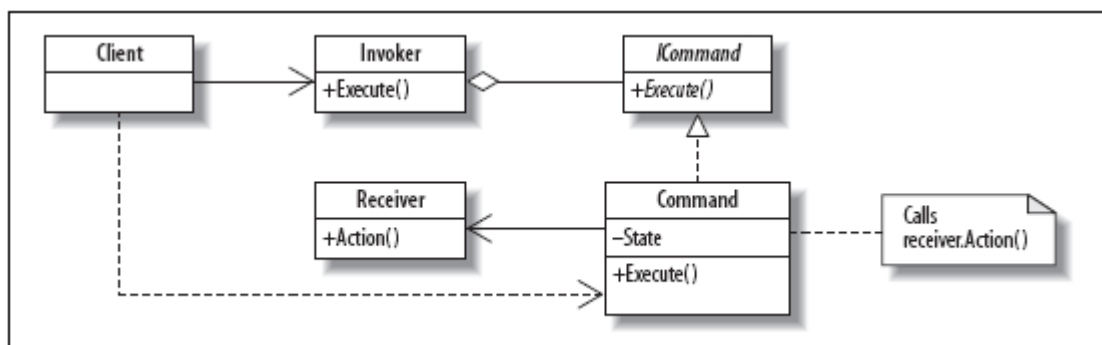 Client
Invoker
+Execute()
ICommand
+Execute()
Receiver
+Action()
Command
–State
+Execute()
Calls
receiver.Action()